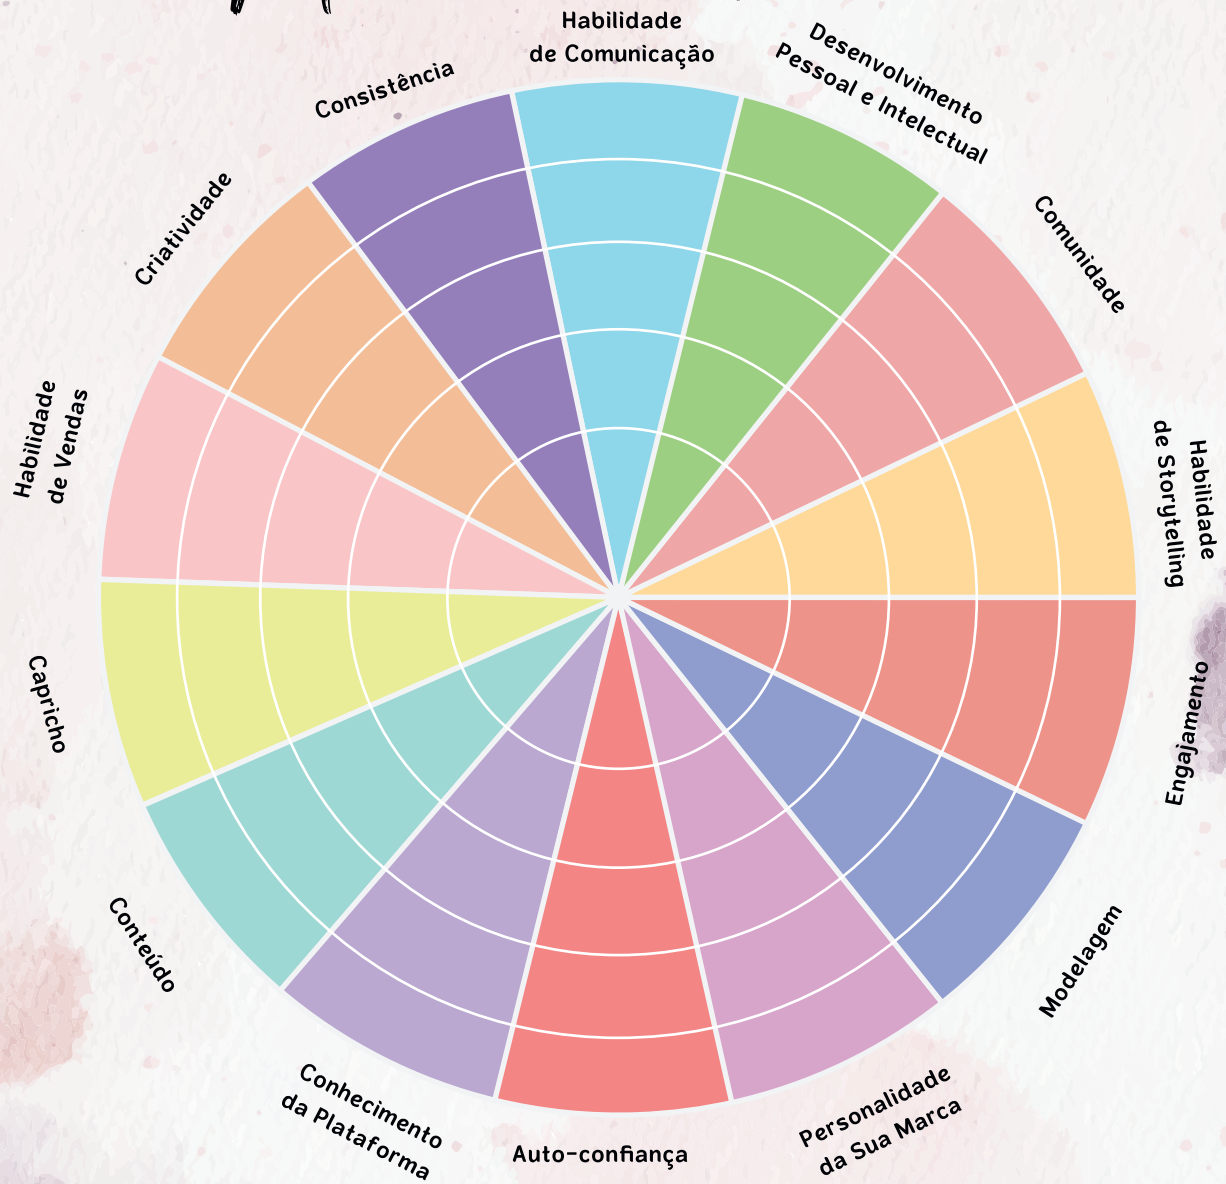 Habilidade
de Comunicação
Desenvolvimento
Pessoal e Intelectual
Comunidade
Habilidade
de Storytelling
Engajamento
Modelagem
Personalidade
da Sua Marca
Auto-confiança
Conhecimento
da Plataforma
Conteúdo
Capricho
Habilidade
de Vendas
Criatividade
Consistência